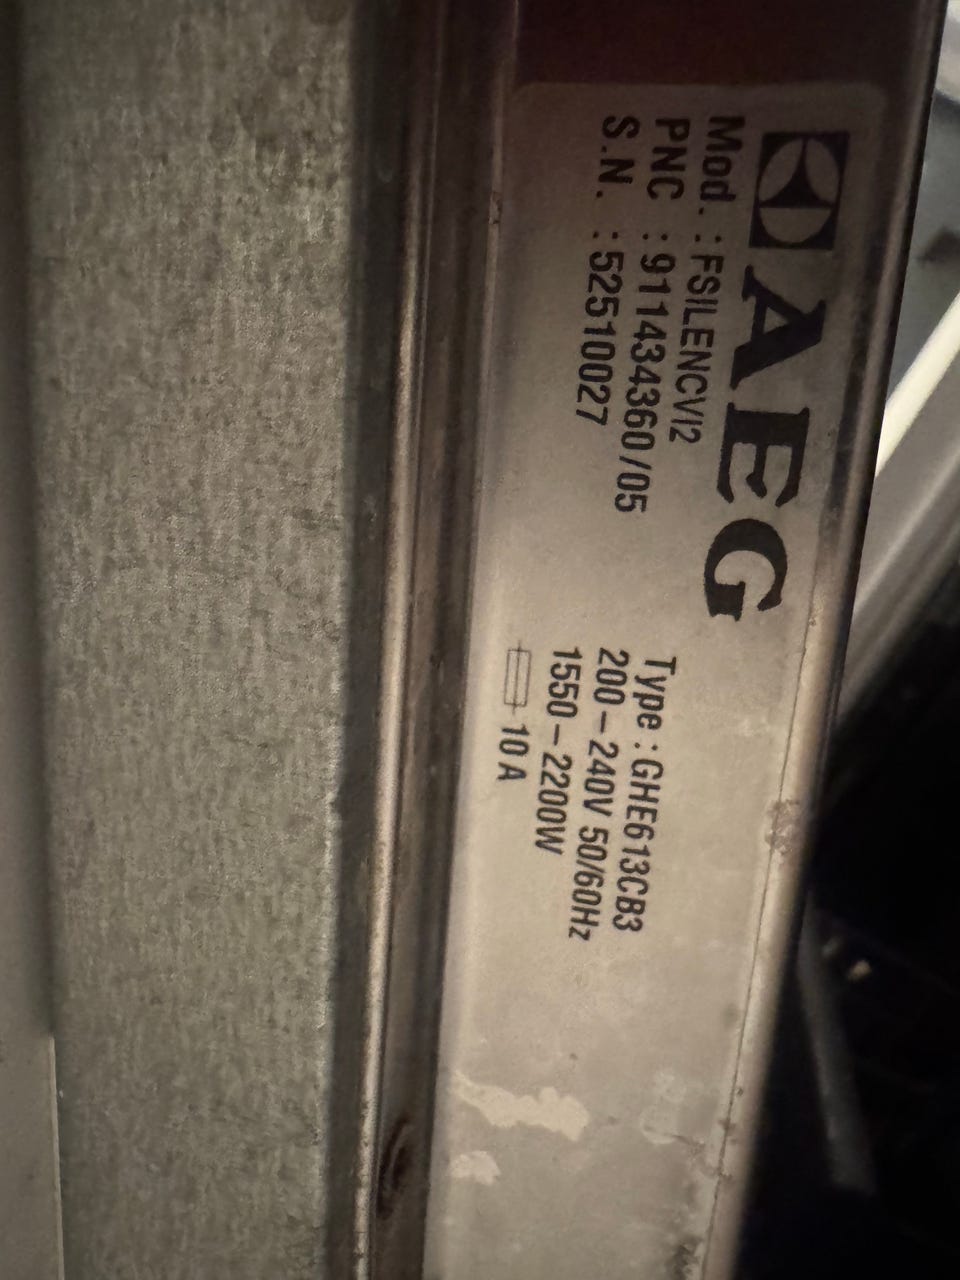 AEG
Mod. : FSILENCVI2
PNC : 911434360/05
S.N. : 52510027
Type : GHE613CB3
200-240V 50/60Hz
1550-2200W
10 A